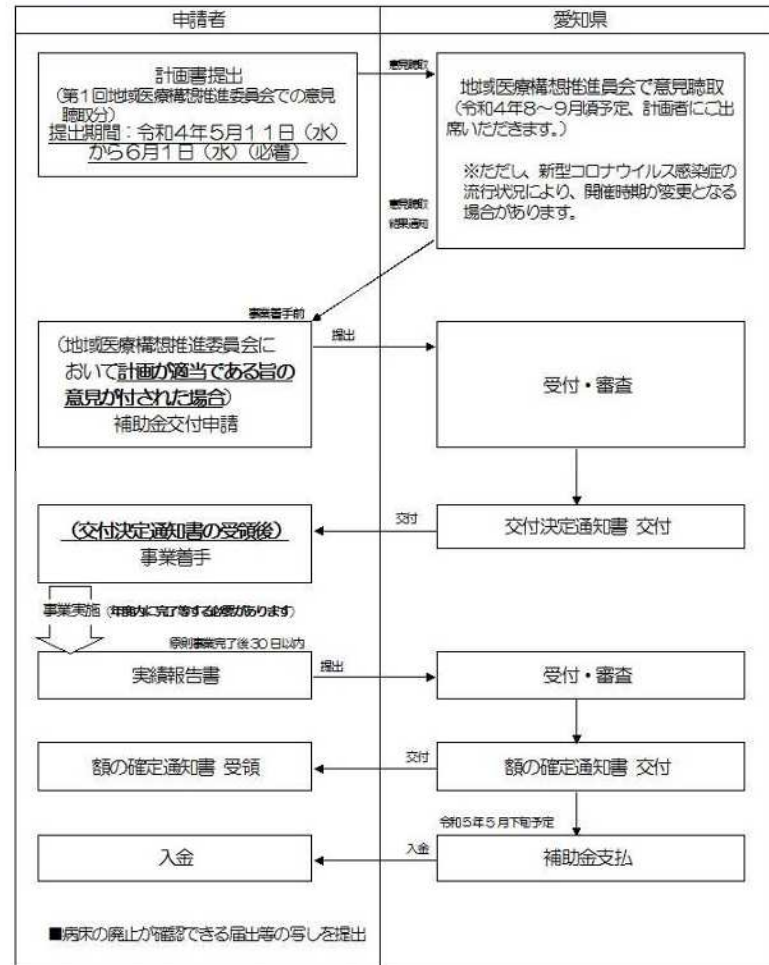 申請者
愛知県
計画書提出
(第1回地域医療構想推進委員会での意見
聴取分)
提出期間:令和4年5月11日(水)
から6月1日(水)(必着)
意見聴取
地域医療構想推進員会で意見聴取
(令和4年8~9月頃予定、計画者にご出
席いただきます。)
※ただし、新型コロナウイルス感染症の
流行状況により、開催時期が変更となる
場合があります。
意見聴取
結果通知
事業着手前
(地域医療構想推進委員会に
おいて計画が適当である旨の
意見が付された場合)
補助金交付申請
提出
受付・審査
交付決定通知書 交付
交付
(交付決定通知書の受領後)
事業着手
事業実施(年度内に完了等する必要があります)
原則事業完了後30日以内
実績報告書
提出
受付・審査
額の確定通知書 交付
交付
額の確定通知書 受領
令和5年5月下旬予定
補助金支払
入金
入金
■病床の廃止が確認できる届出等の写しを提出